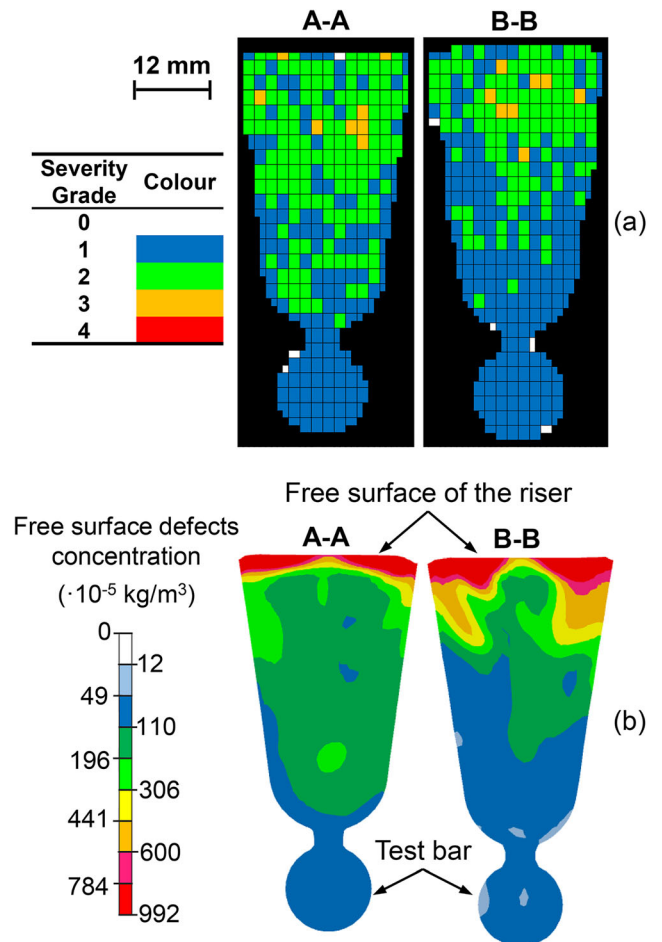 A-A
B-B
12 mm
Severity Grade
Colour
0
1
2
3
4
(a)
Free surface of the riser
A-A
B-B
Free surface defects
concentration
(·10⁻⁵ kg/m³)
0
12
49
110
196
306
441
600
784
992
(b)
Test bar